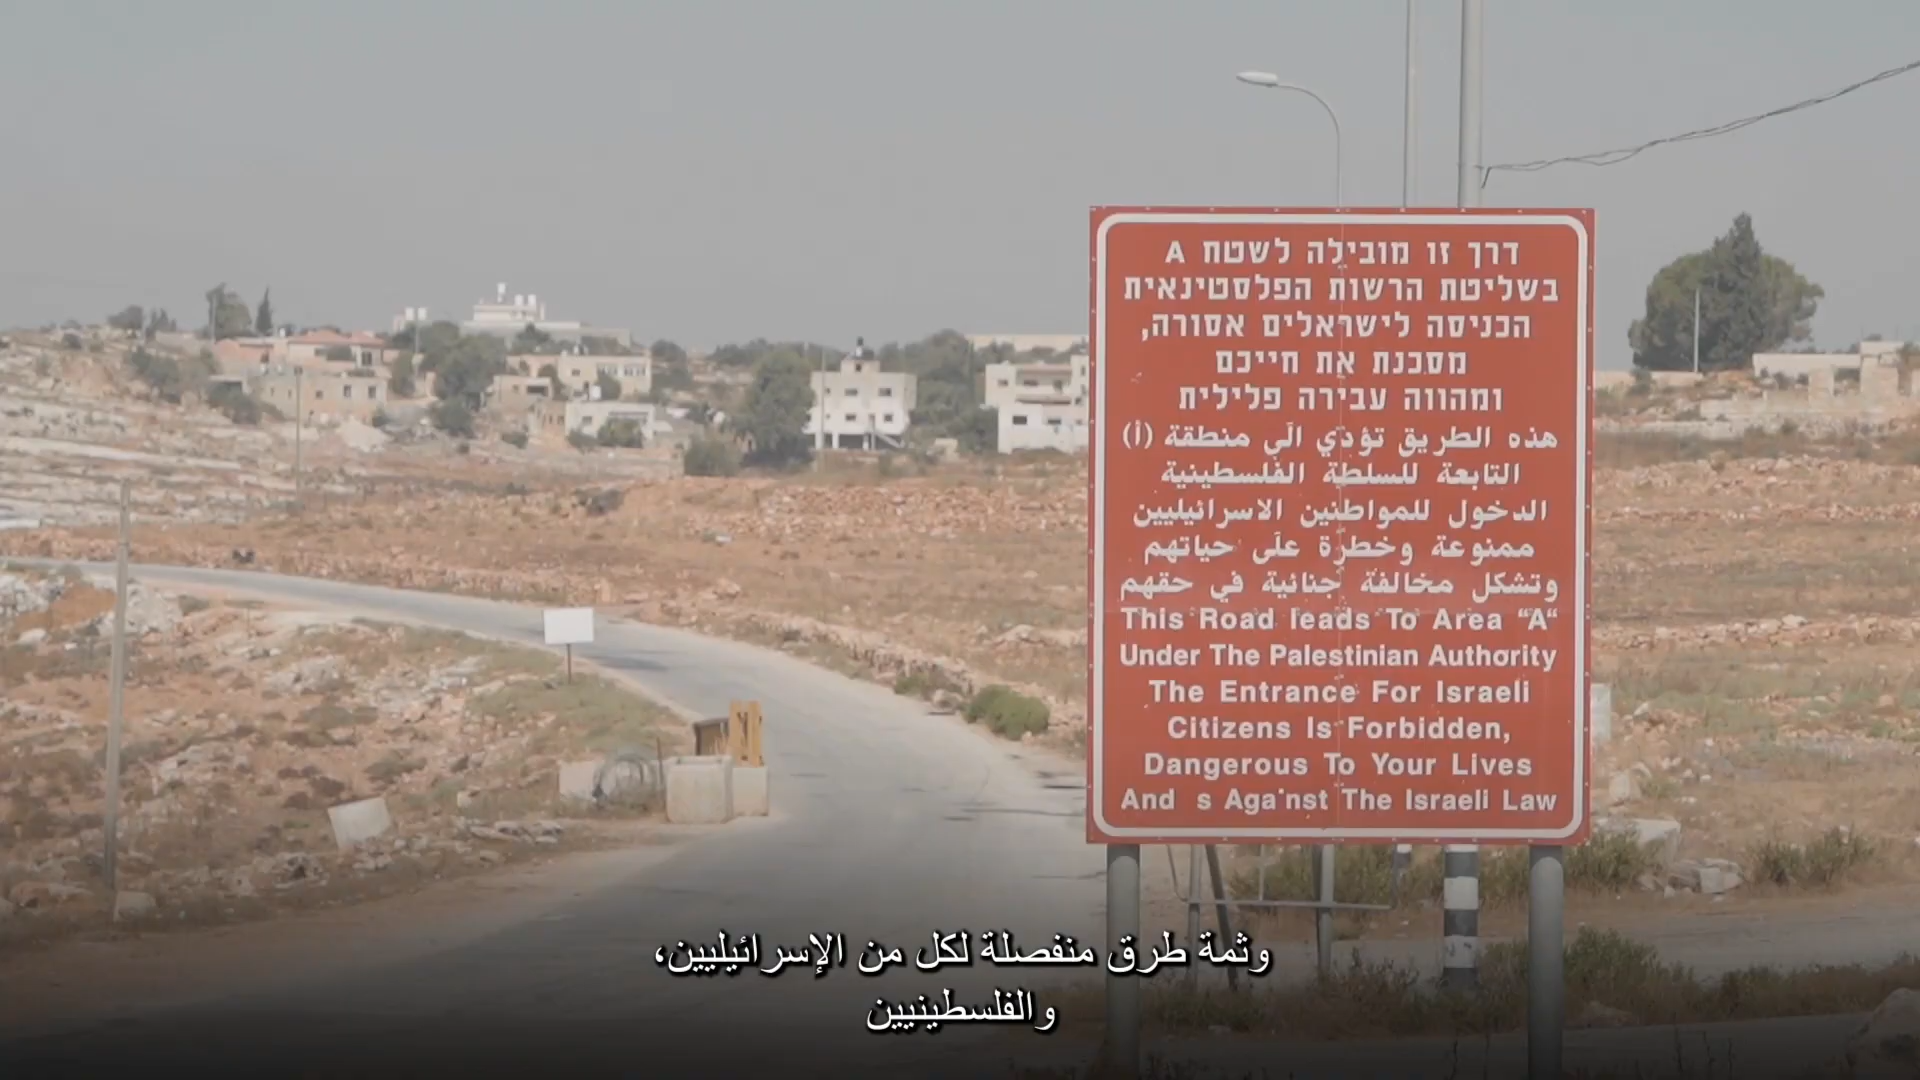 דרך זו מובילה לשטח A
בשליטת הרשות הפלסטינאית
הכניסה לישראלים אסורה,
מסכנת את חייכם
ומהווה עבירה פלילית
هذه الطريق تؤدي الى منطقة (أ)
التابعة للسلطة الفلسطينية
الدخول للمواطنين الاسرائيليين
ممنوعة وخطرة على حياتهم
وتشكل مخالفة جنائية في حقهم
This Road leads To Area “A“
Under The Palestinian Authority
The Entrance For Israeli
Citizens Is Forbidden,
Dangerous To Your Lives
And s Aga'nst The Israeli Law
وثمة طرق منفصلة لكل من الإسرائيليين،
والفلسطينيين